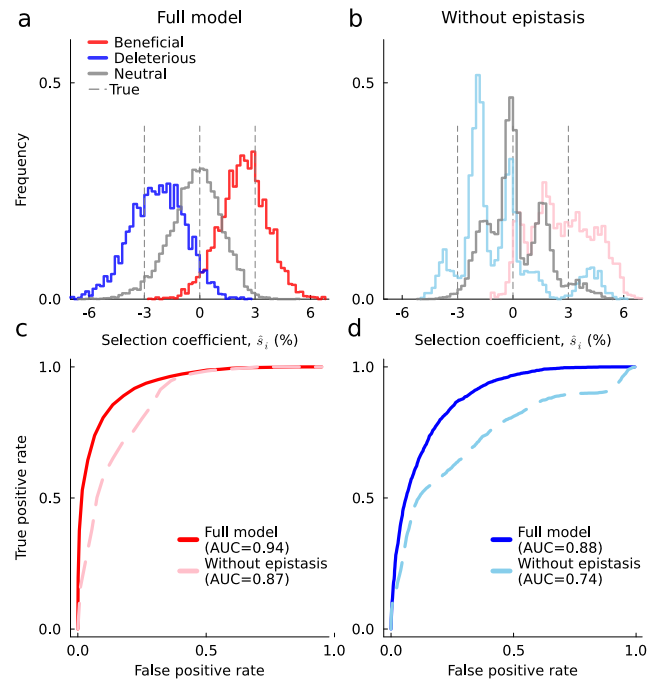 a
Full model
b
Without epistasis
Beneficial
Deleterious
Neutral
True
Frequency
0.5
0.0
-6
-3
0
3
6
Selection coefficient, ŝᵢ (%)
0.5
0.0
-6
-3
0
3
6
Selection coefficient, ŝᵢ (%)
c
True positive rate
1.0
0.5
0.0
Full model
(AUC=0.94)
Without epistasis
(AUC=0.87)
0.0
0.5
1.0
False positive rate
d
1.0
0.5
0.0
Full model
(AUC=0.88)
Without epistasis
(AUC=0.74)
0.0
0.5
1.0
False positive rate